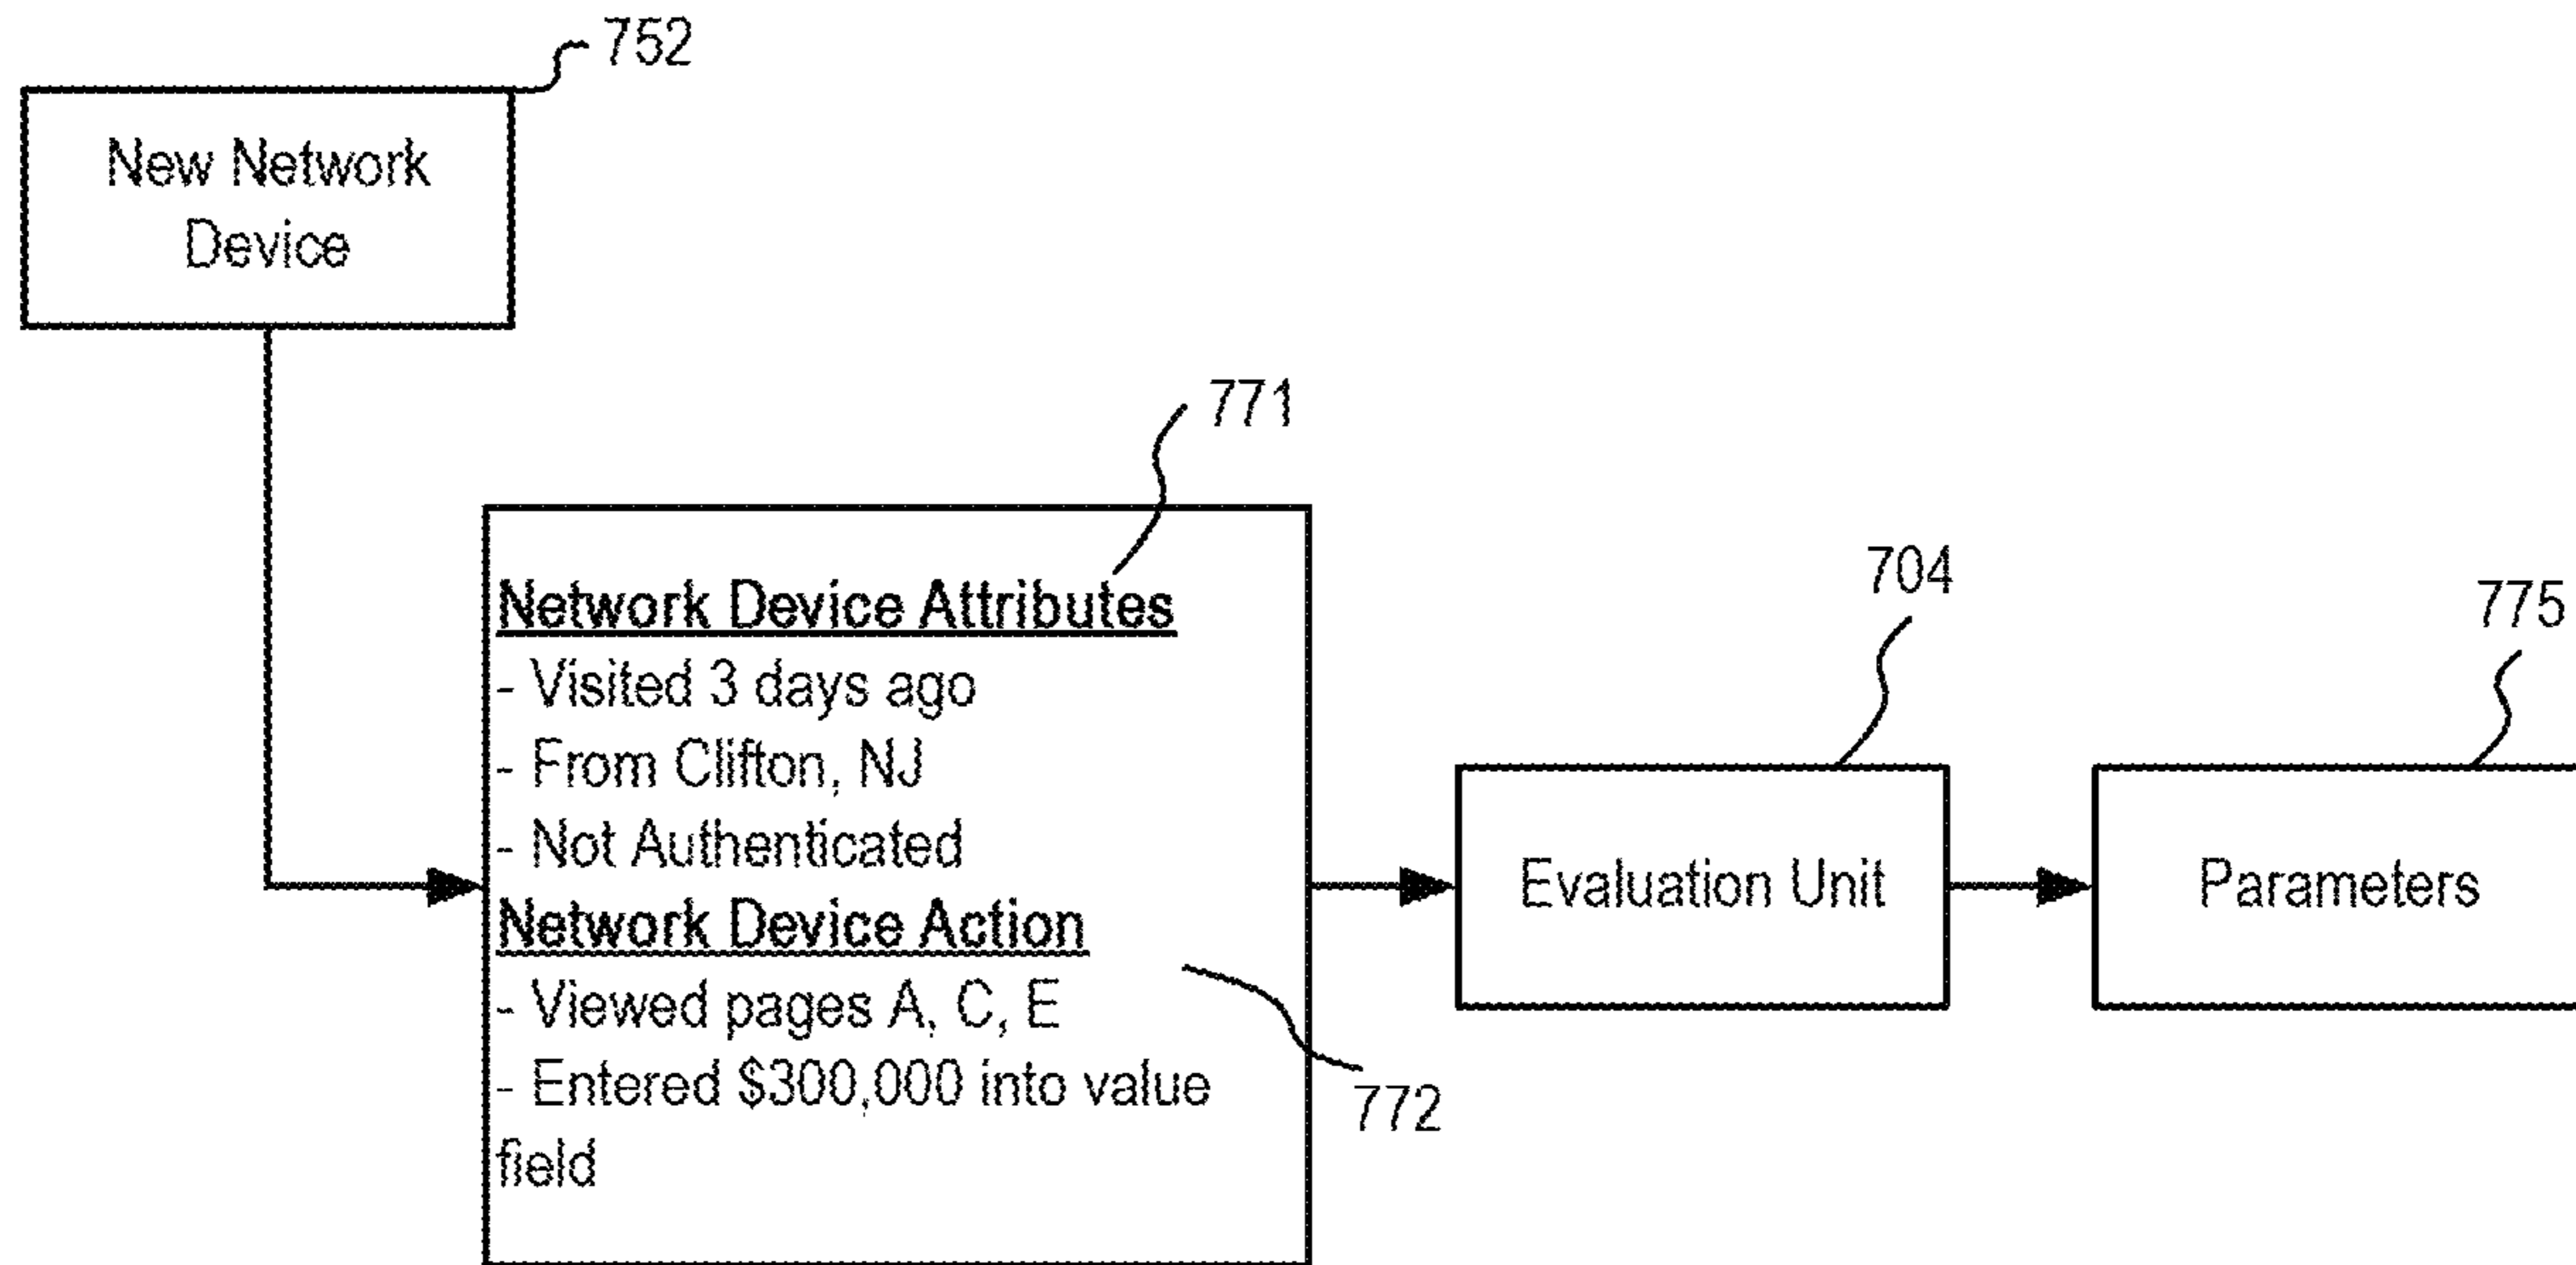 752
New Network
Device
771
Network Device Attributes
- Visited 3 days ago
- From Clifton, NJ
- Not Authenticated
Network Device Action
- Viewed pages A, C, E
- Entered $300,000 into value
field
772
704
Evaluation Unit
775
Parameters